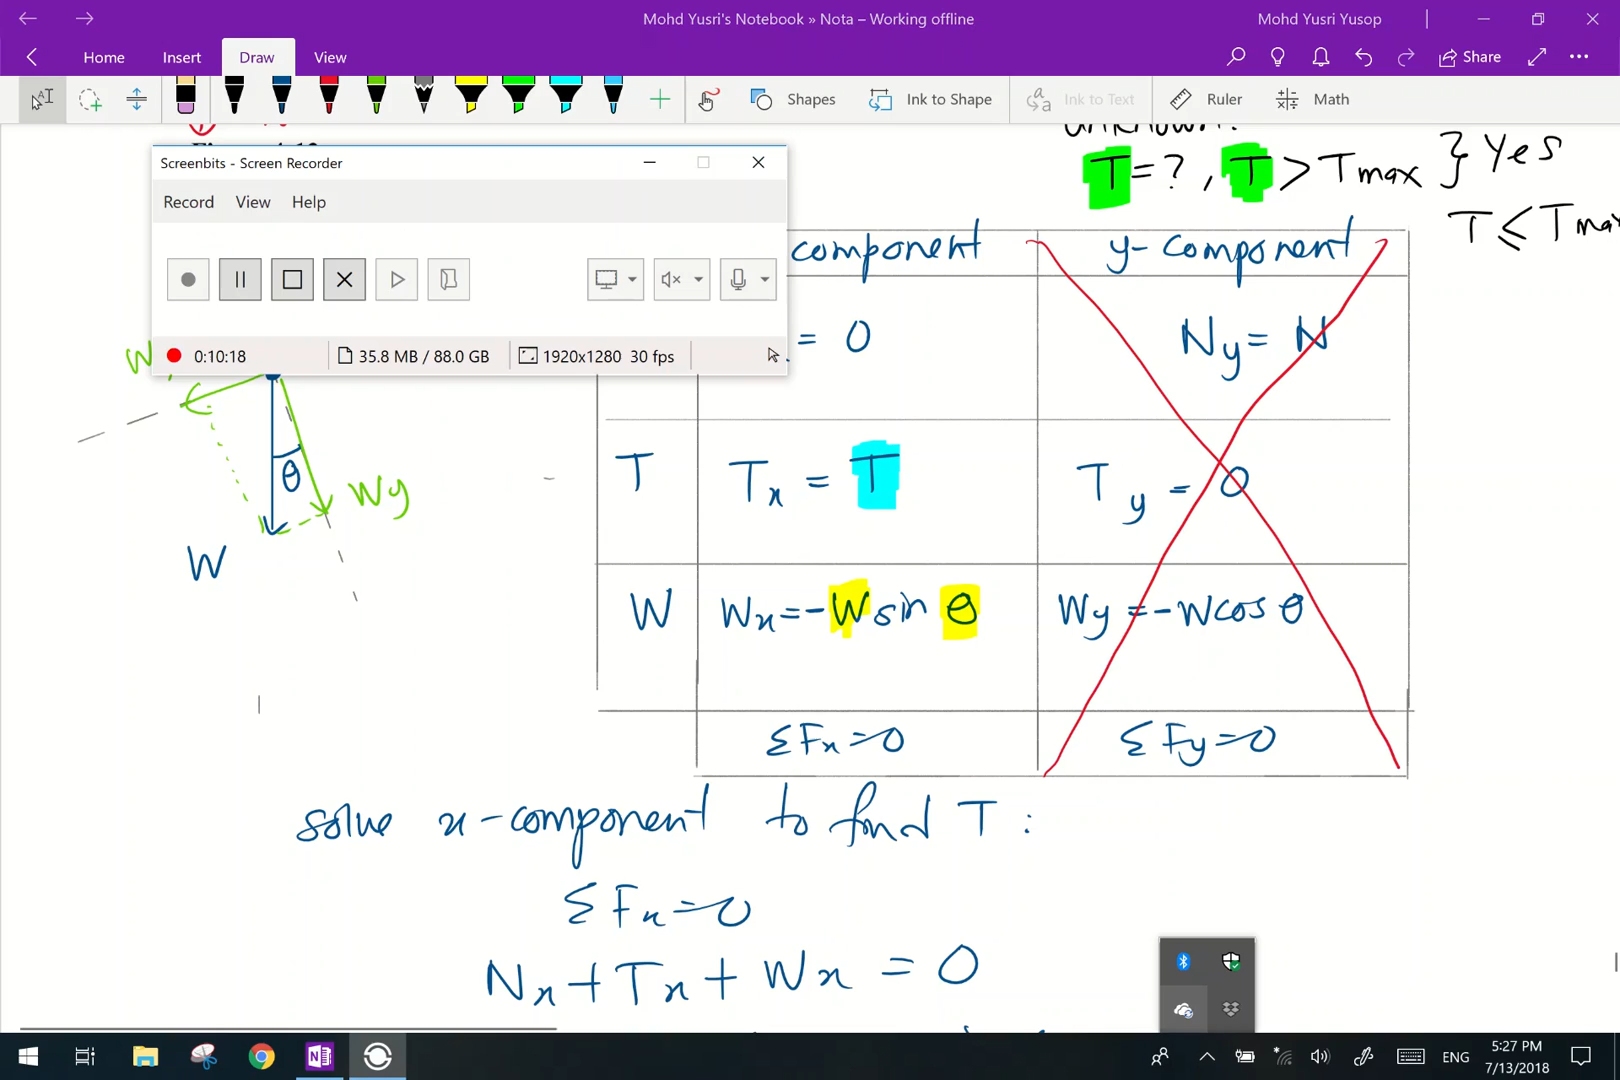 Mohd Yusri's Notebook » Nota – Working offline
Mohd Yusri Yusop
Home Insert Draw View
Share
Shapes
Ink to Shape
Ink to Text
Ruler
Math
unknown:
T = ? , T > Tmax } Yes
T ≤ Tmax
Screenbits - Screen Recorder
Record View Help
0:10:18
35.8 MB / 88.0 GB
1920x1280 30 fps
component
y-component
= 0
Ny = N
T
Tx = T
Ty = 0
W
Wx = -W sin θ
Wy = -W cos θ
ΣFx = 0
ΣFy = 0
W
θ
Wy
W
solve x-component to find T :
ΣFx = 0
Nx + Tx + Wx = 0
ENG
5:27 PM
7/13/2018